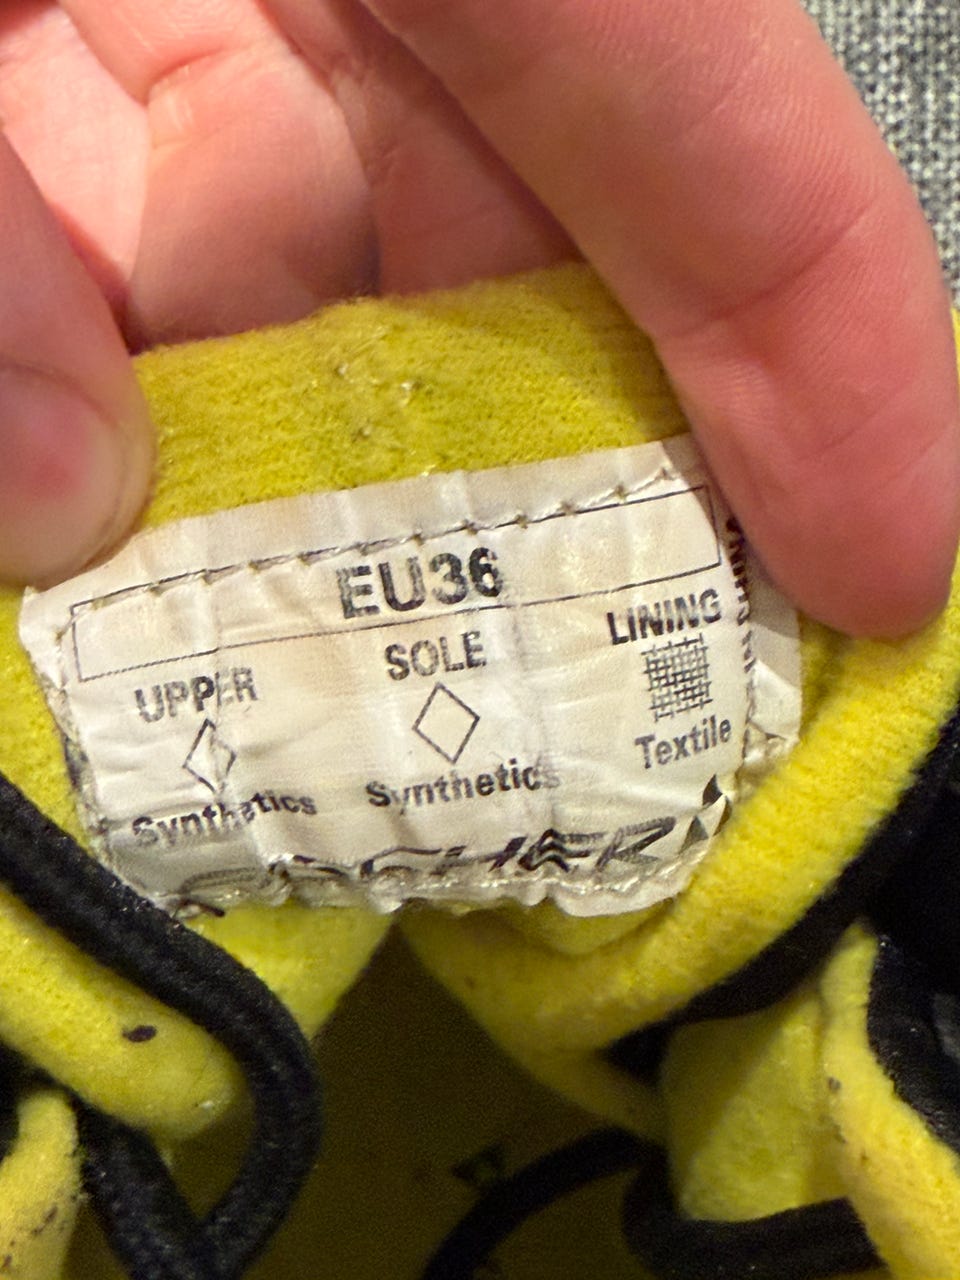 EU36
UPPER
SOLE
LINING
Synthetics
Synthetics
Textile